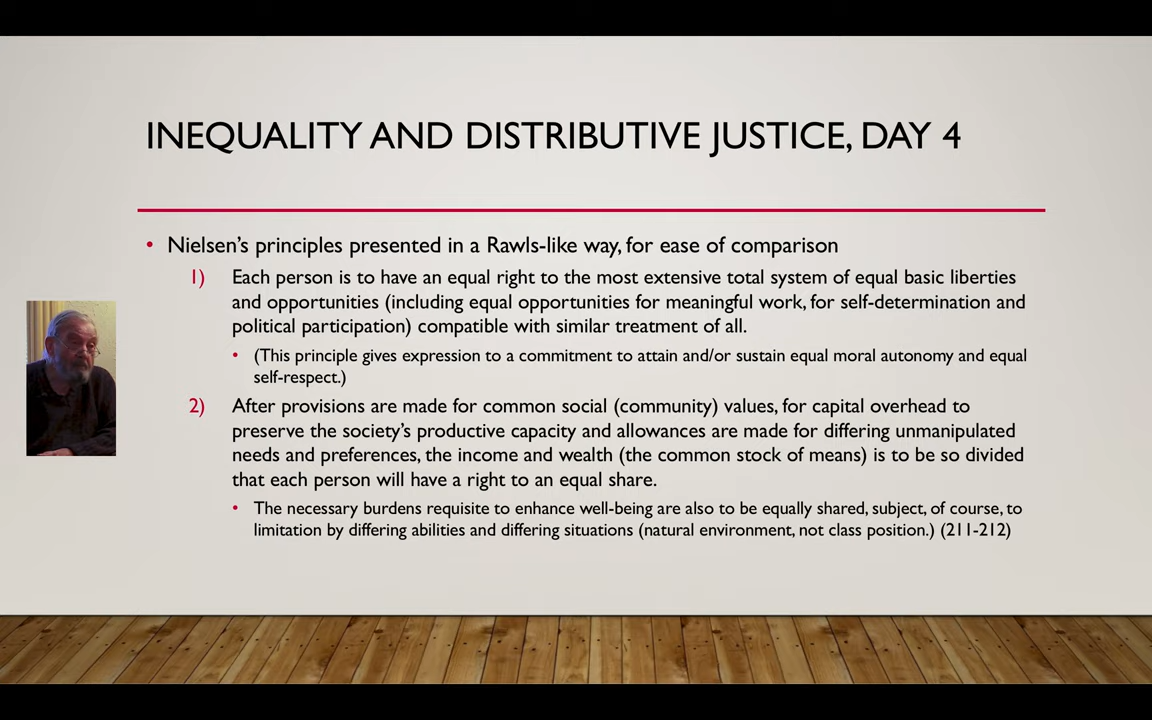 INEQUALITY AND DISTRIBUTIVE JUSTICE, DAY 4
• Nielsen’s principles presented in a Rawls-like way, for ease of comparison
1) Each person is to have an equal right to the most extensive total system of equal basic liberties
and opportunities (including equal opportunities for meaningful work, for self-determination and
political participation) compatible with similar treatment of all.
• (This principle gives expression to a commitment to attain and/or sustain equal moral autonomy and equal
self-respect.)
2) After provisions are made for common social (community) values, for capital overhead to
preserve the society’s productive capacity and allowances are made for differing unmanipulated
needs and preferences, the income and wealth (the common stock of means) is to be so divided
that each person will have a right to an equal share.
• The necessary burdens requisite to enhance well-being are also to be equally shared, subject, of course, to
limitation by differing abilities and differing situations (natural environment, not class position.) (211-212)